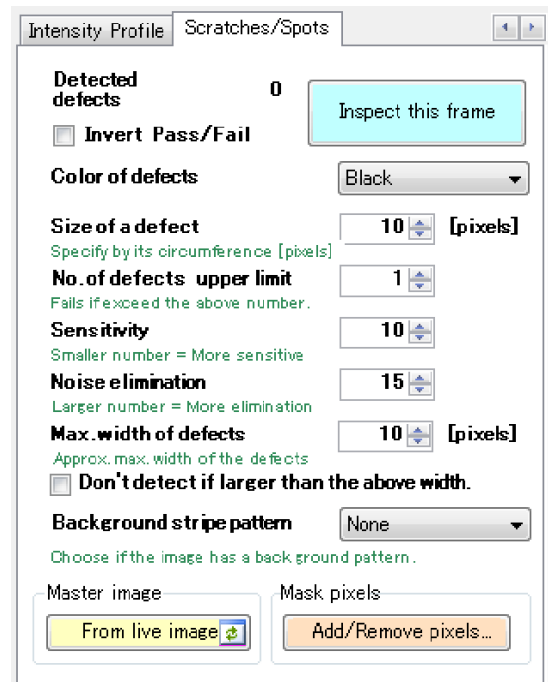 Intensity Profile
Scratches/Spots
Detected
defects
0
Inspect this frame
Invert Pass/Fail
Color of defects
Black
Size of a defect
10
[pixels]
Specify by its circumference [pixels]
No. of defects upper limit
1
Fails if exceed the above number.
Sensitivity
10
Smaller number = More sensitive
Noise elimination
15
Larger number = More elimination
Max. width of defects
10
[pixels]
Approx. max. width of the defects
Don't detect if larger than the above width.
Background stripe pattern
None
Choose if the image has a back ground pattern.
Master image
Mask pixels
From live image
Add/Remove pixels...